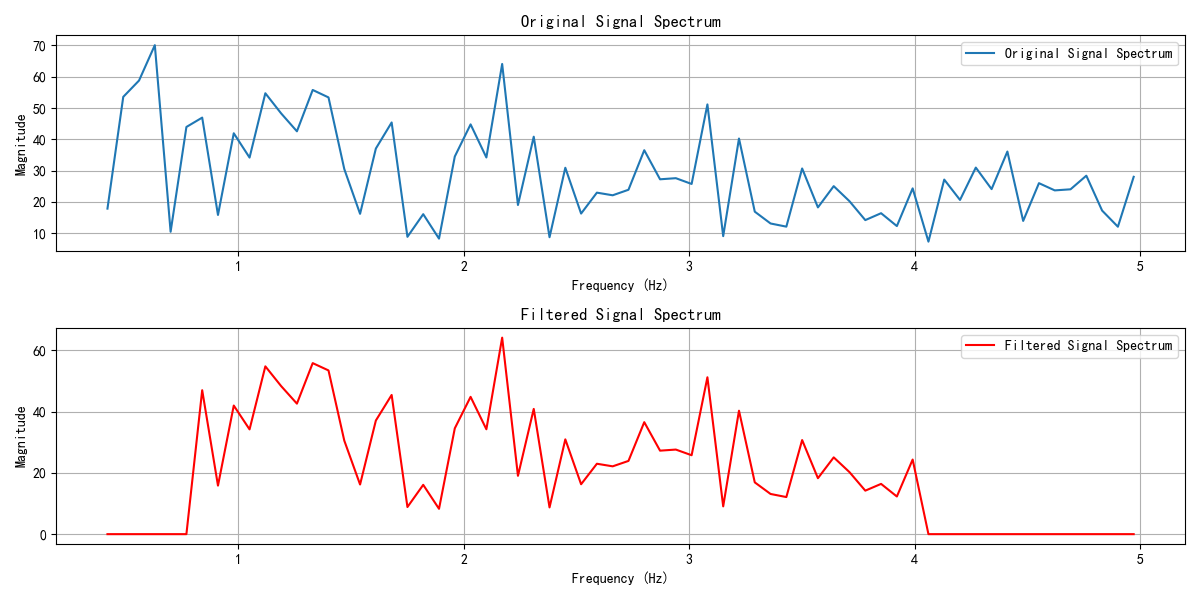 Original Signal Spectrum
Original Signal Spectrum
Magnitude
70
60
50
40
30
20
10
1 2 3 4 5
Frequency (Hz)
Filtered Signal Spectrum
Filtered Signal Spectrum
Magnitude
60
40
20
0
1 2 3 4 5
Frequency (Hz)